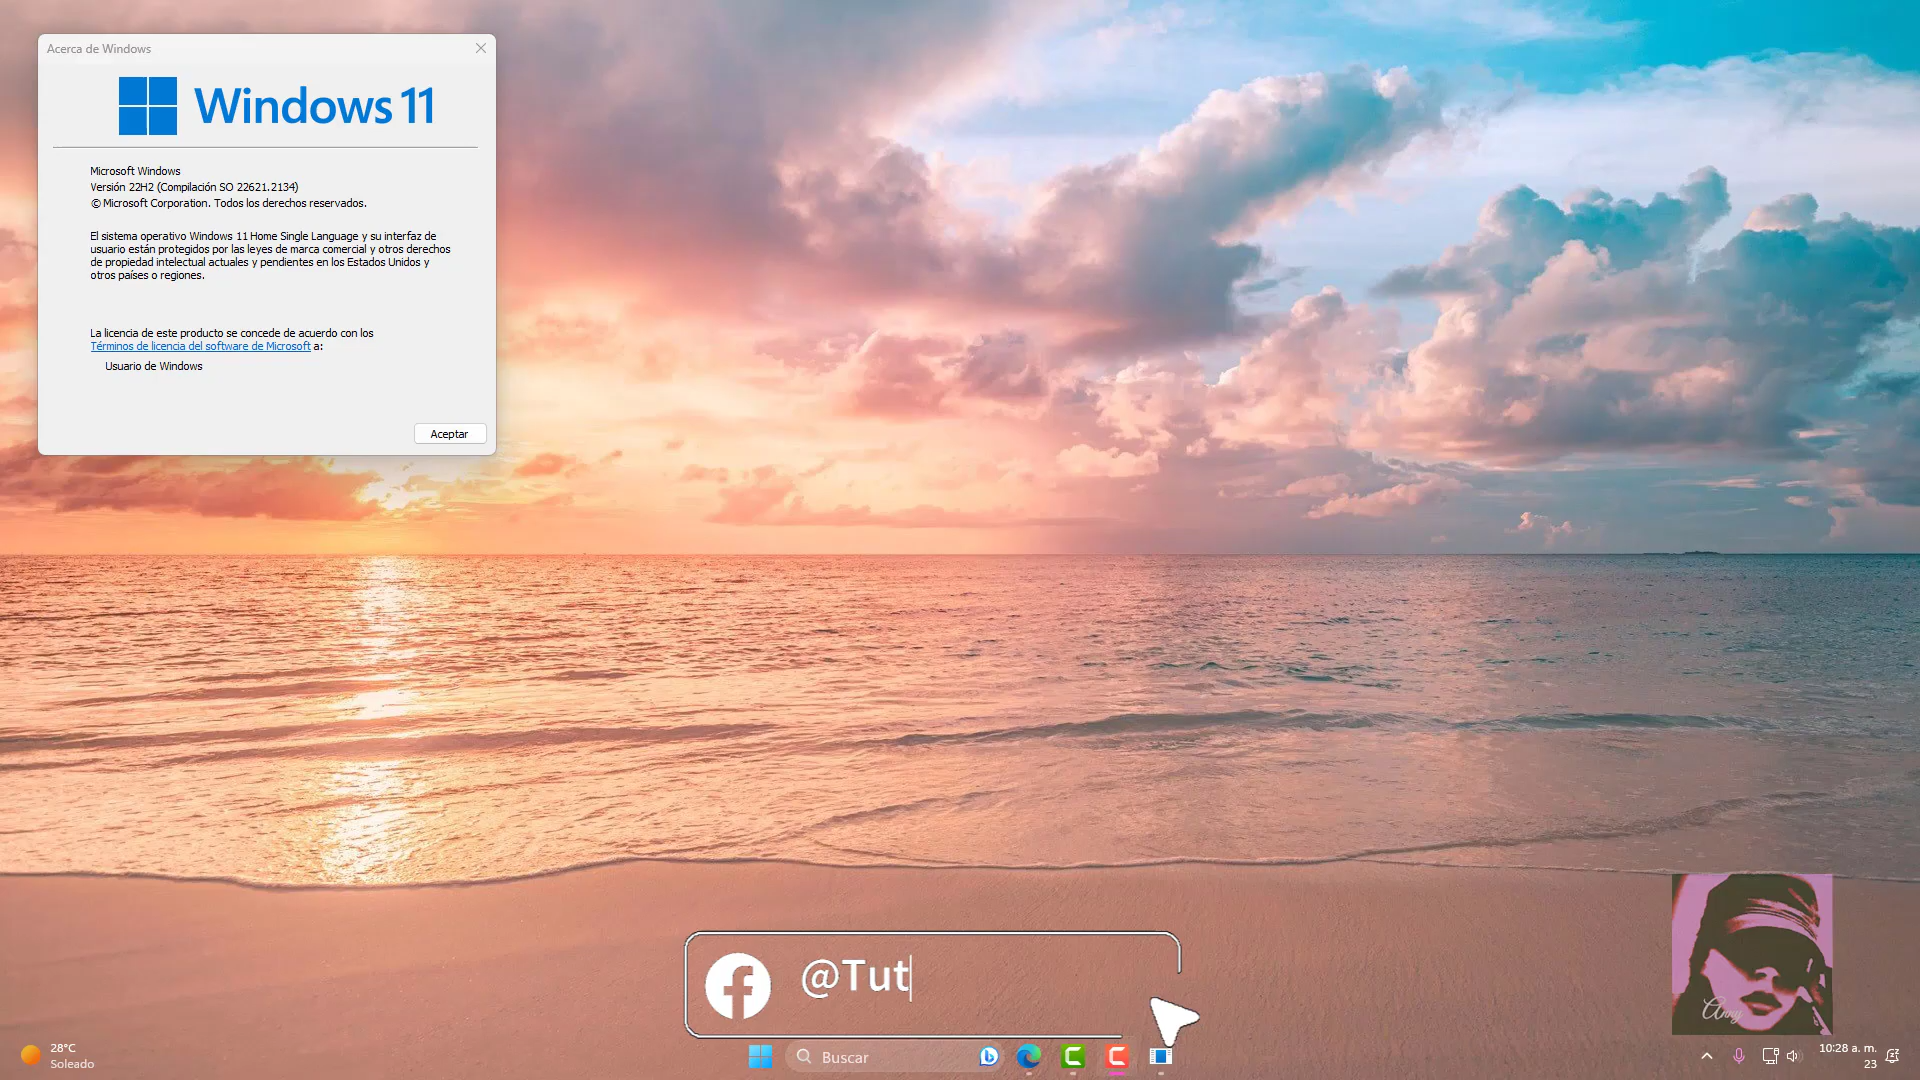 Acerca de Windows
Windows 11
Microsoft Windows
Versión 22H2 (Compilación SO 22621.2134)
© Microsoft Corporation. Todos los derechos reservados.
El sistema operativo Windows 11 Home Single Language y su interfaz de
usuario están protegidos por las leyes de marca comercial y otros derechos
de propiedad intelectual actuales y pendientes en los Estados Unidos y
otros países o regiones.
La licencia de este producto se concede de acuerdo con los
Términos de licencia del software de Microsoft a:
Usuario de Windows
Aceptar
@Tut
Anny
28°C
Soleado
Buscar
10:28 a. m.
23